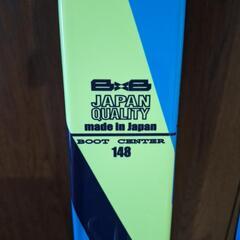 JAPAN
QUALITY
made in Japan
BOOT CENTER
148